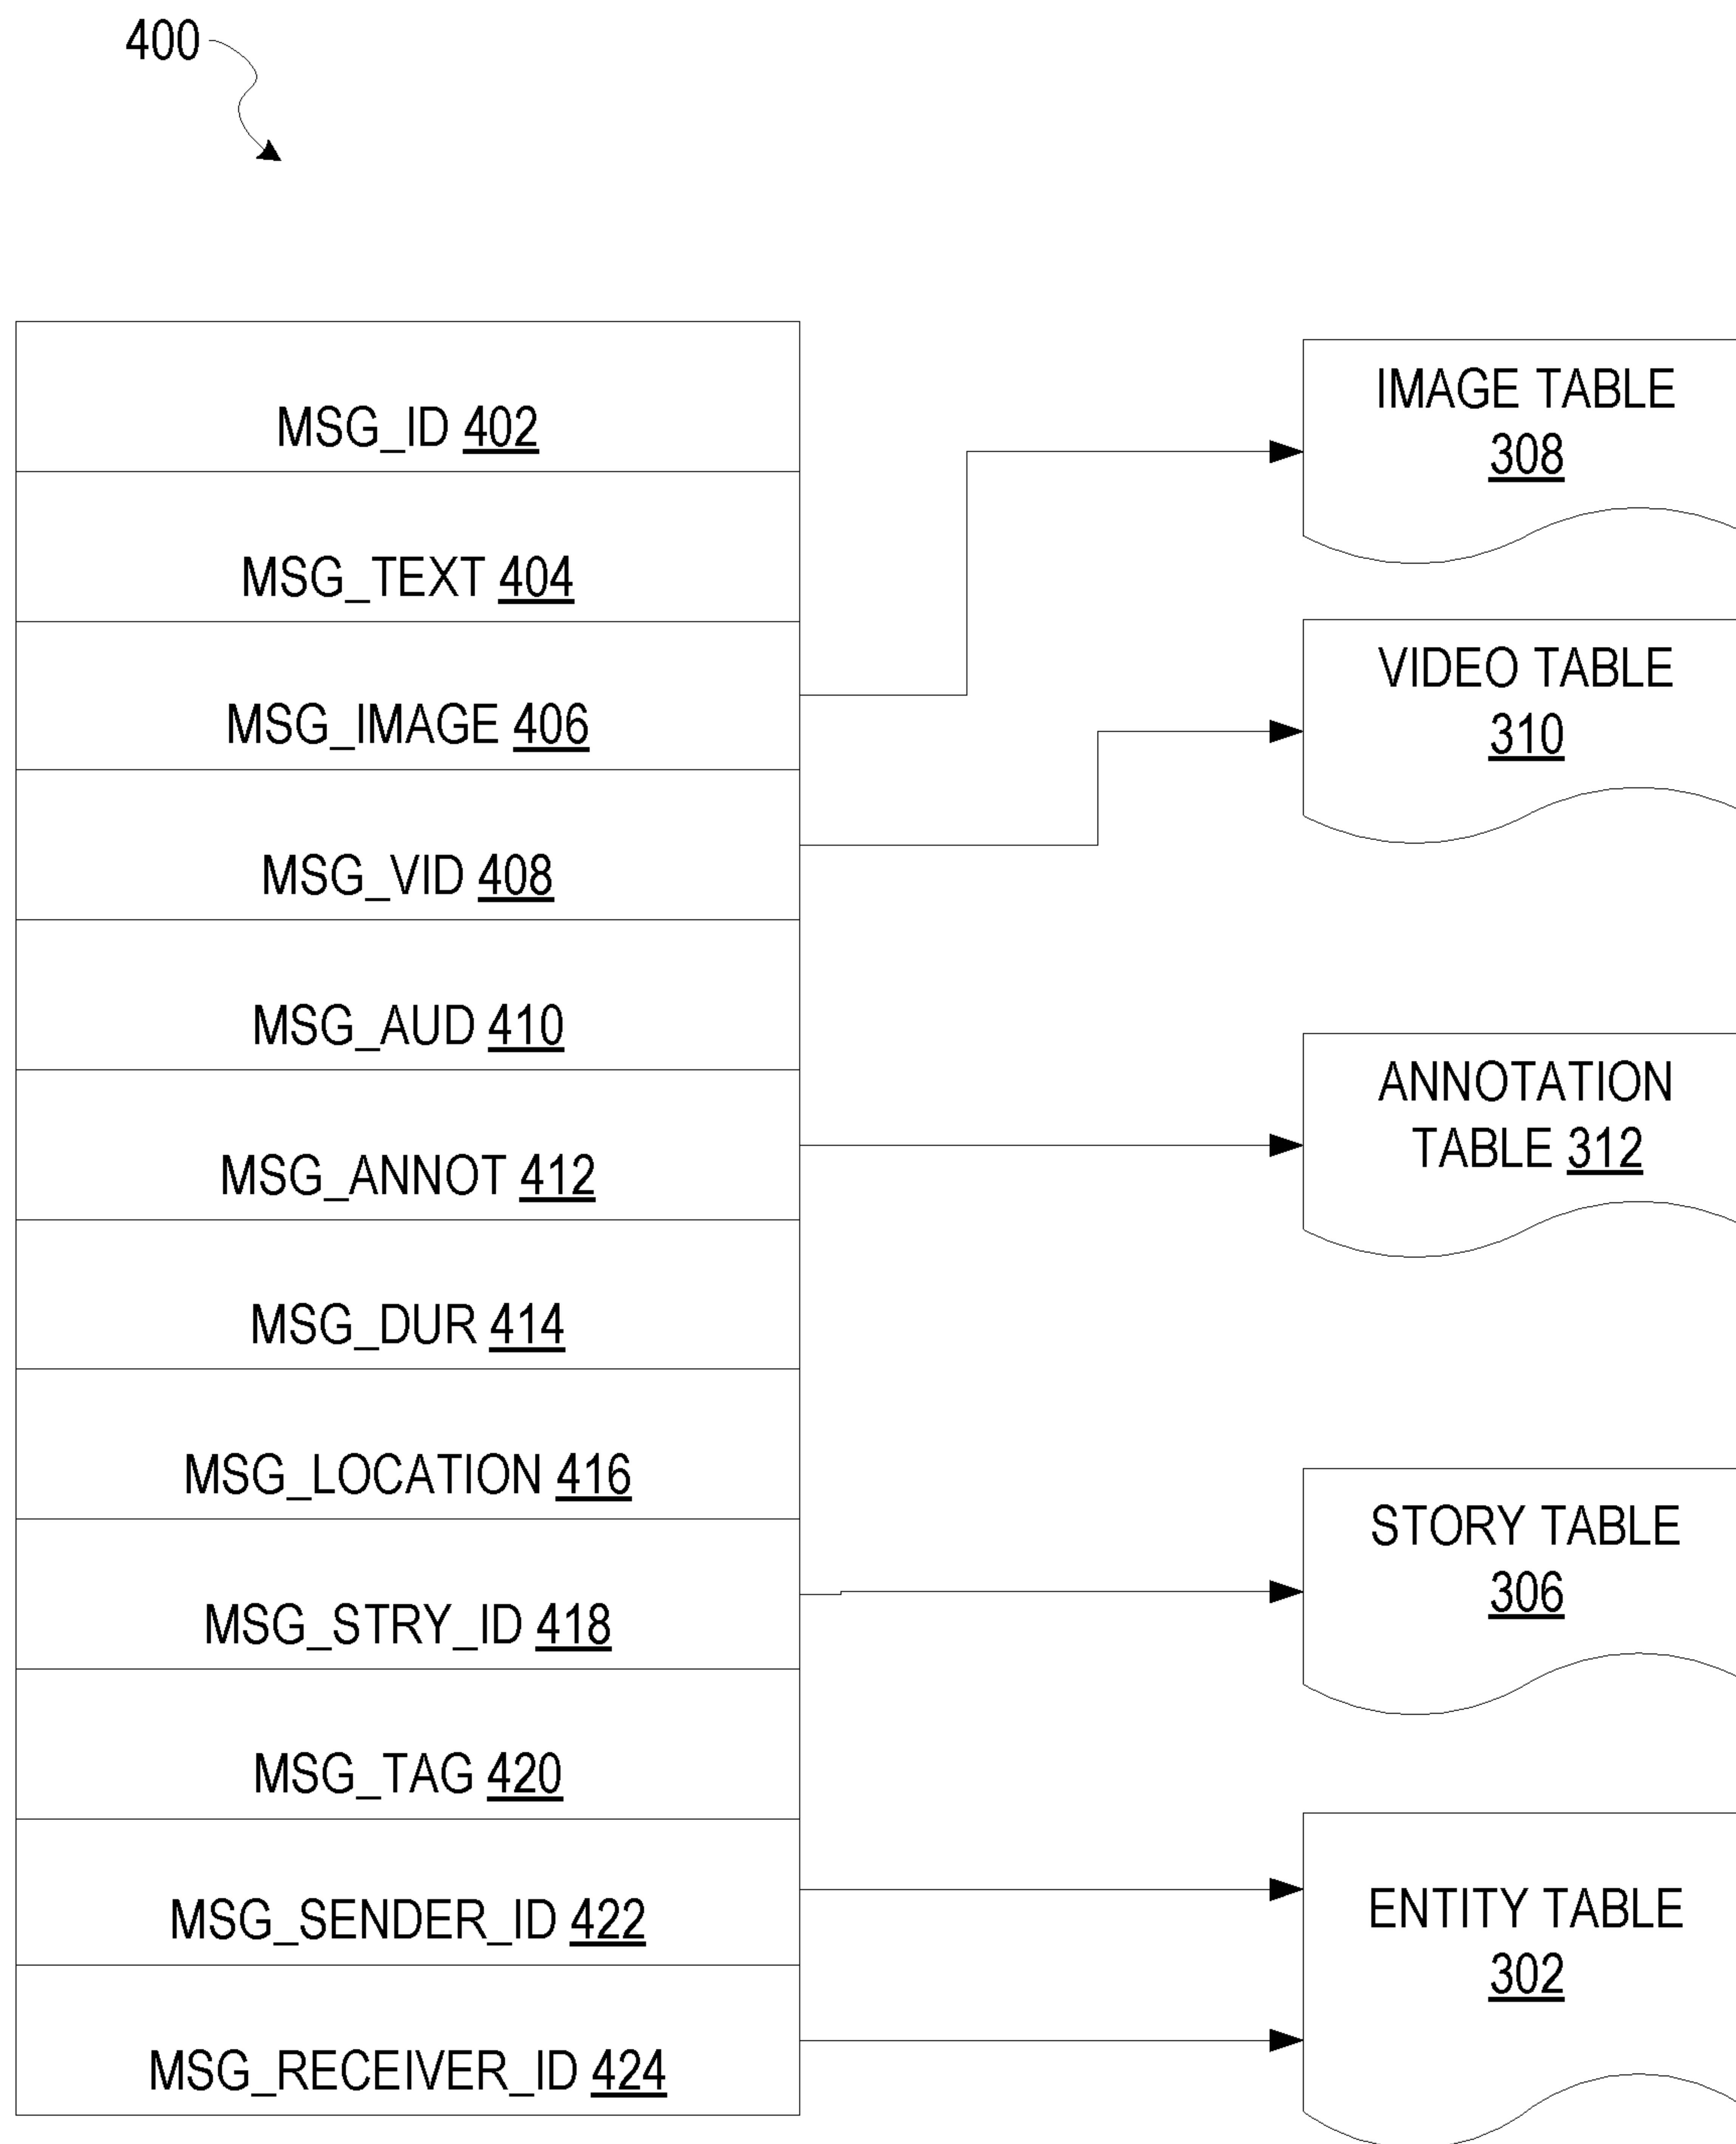 400
MSG_ID 402
MSG_TEXT 404
MSG_IMAGE 406
MSG_VID 408
MSG_AUD 410
MSG_ANNOT 412
MSG_DUR 414
MSG_LOCATION 416
MSG_STRY_ID 418
MSG_TAG 420
MSG_SENDER_ID 422
MSG_RECEIVER_ID 424
IMAGE TABLE
308
VIDEO TABLE
310
ANNOTATION
TABLE 312
STORY TABLE
306
ENTITY TABLE
302